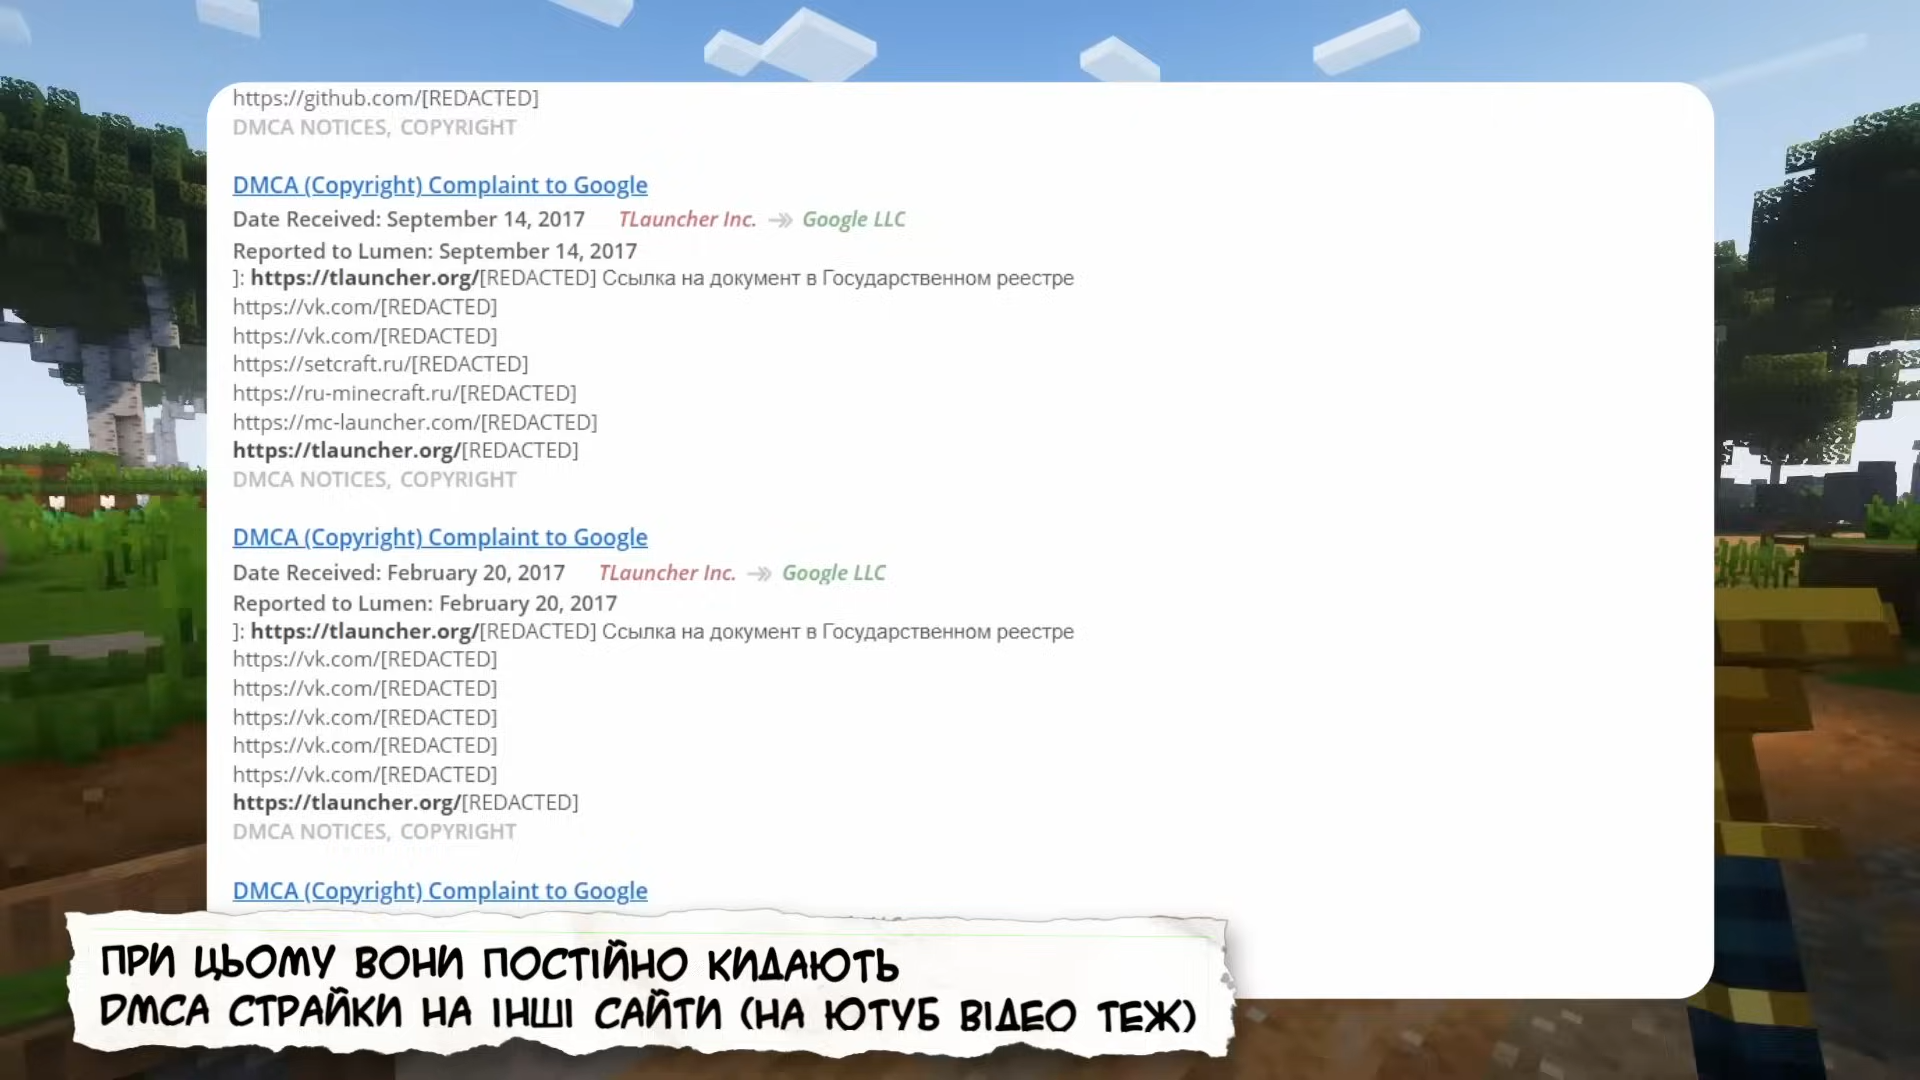 https://github.com/[REDACTED]
DMCA NOTICES, COPYRIGHT
DMCA (Copyright) Complaint to Google
Date Received: September 14, 2017 TLauncher Inc. → Google LLC
Reported to Lumen: September 14, 2017
]: https://tlauncher.org/[REDACTED] Ссылка на документ в Государственном реестре
https://vk.com/[REDACTED]
https://vk.com/[REDACTED]
https://setcraft.ru/[REDACTED]
https://ru-minecraft.ru/[REDACTED]
https://mc-launcher.com/[REDACTED]
https://tlauncher.org/[REDACTED]
DMCA NOTICES, COPYRIGHT
DMCA (Copyright) Complaint to Google
Date Received: February 20, 2017 TLauncher Inc. → Google LLC
Reported to Lumen: February 20, 2017
]: https://tlauncher.org/[REDACTED] Ссылка на документ в Государственном реестре
https://vk.com/[REDACTED]
https://vk.com/[REDACTED]
https://vk.com/[REDACTED]
https://vk.com/[REDACTED]
https://vk.com/[REDACTED]
https://tlauncher.org/[REDACTED]
DMCA NOTICES, COPYRIGHT
DMCA (Copyright) Complaint to Google
ПРИ ЦЬОМУ ВОНИ ПОСТІЙНО КИДАЮТЬ
DMCA СТРАЙКИ НА ІНШІ САЙТИ (НА ЮТУБ ВІДЕО ТЕЖ)